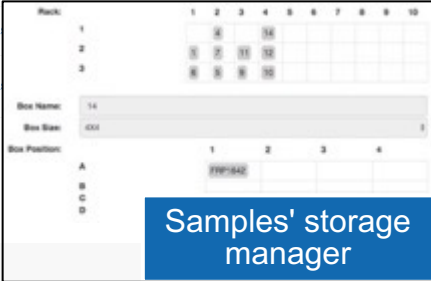 Rack: 1 2 3 4 5 6 7 8 9 10
1 4 14
2 1 7 11 12
3 6 5 9 10
Box Name: 14
Box Size: 4X4
Box Position: 1 2 3 4
A FRP1642
B
C
D
Samples' storage
manager